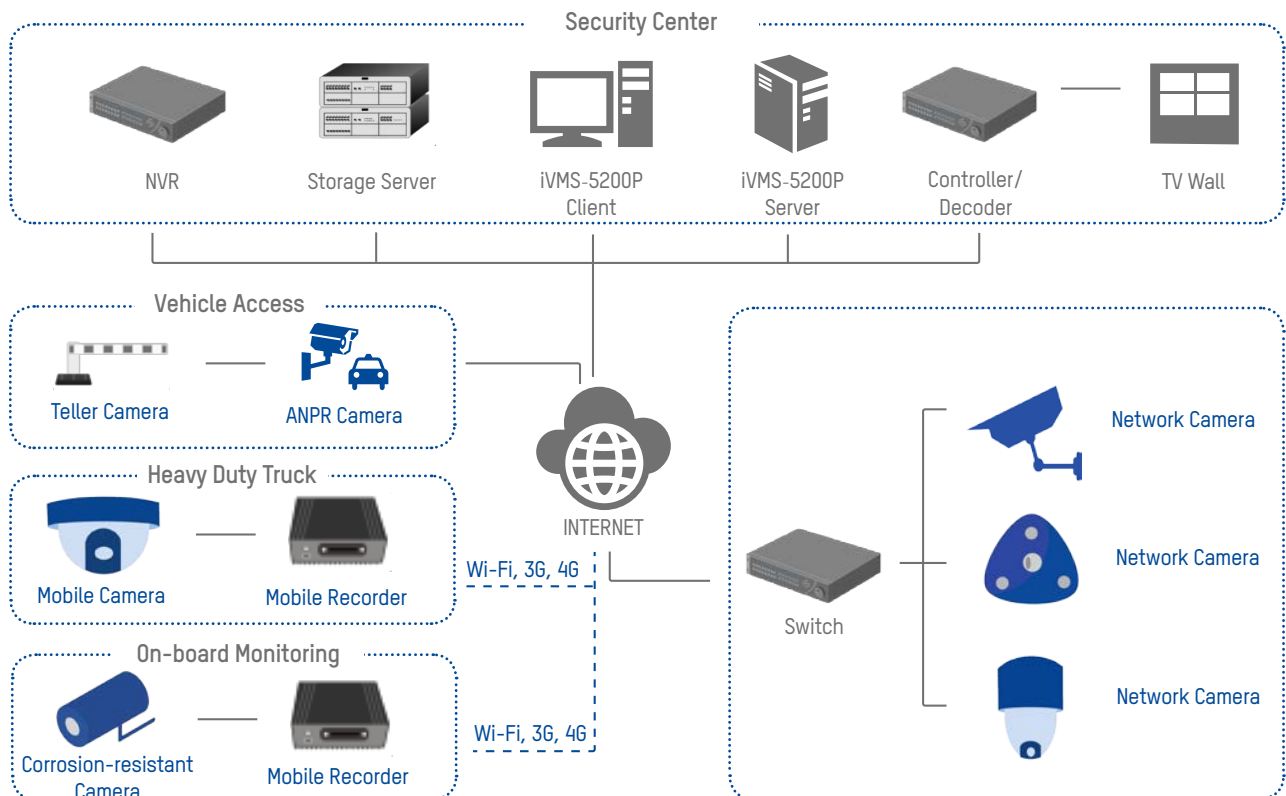 Security Center
NVR
Storage Server
iVMS-5200P
Client
iVMS-5200P
Server
Controller/
Decoder
TV Wall
Vehicle Access
Teller Camera
ANPR Camera
Heavy Duty Truck
Mobile Camera
Mobile Recorder
Wi-Fi, 3G, 4G
On-board Monitoring
Corrosion-resistant
Camera
Mobile Recorder
Wi-Fi, 3G, 4G
INTERNET
Switch
Network Camera
Network Camera
Network Camera